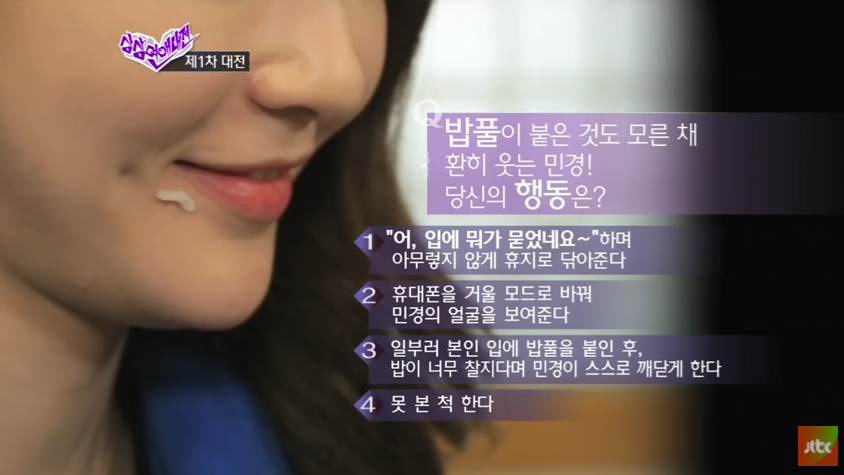 심삼연애대전
제1차 대전
Q
밥풀이 붙은 것도 모른 채
환히 웃는 민경!
당신의 행동은?
1 "어, 입에 뭐가 묻었네요~"하며
아무렇지 않게 휴지로 닦아준다
2 휴대폰을 거울 모드로 바꿔
민경의 얼굴을 보여준다
3 일부러 본인 입에 밥풀을 붙인 후,
밥이 너무 찰지다며 민경이 스스로 깨닫게 한다
4 못 본 척 한다
jtbc